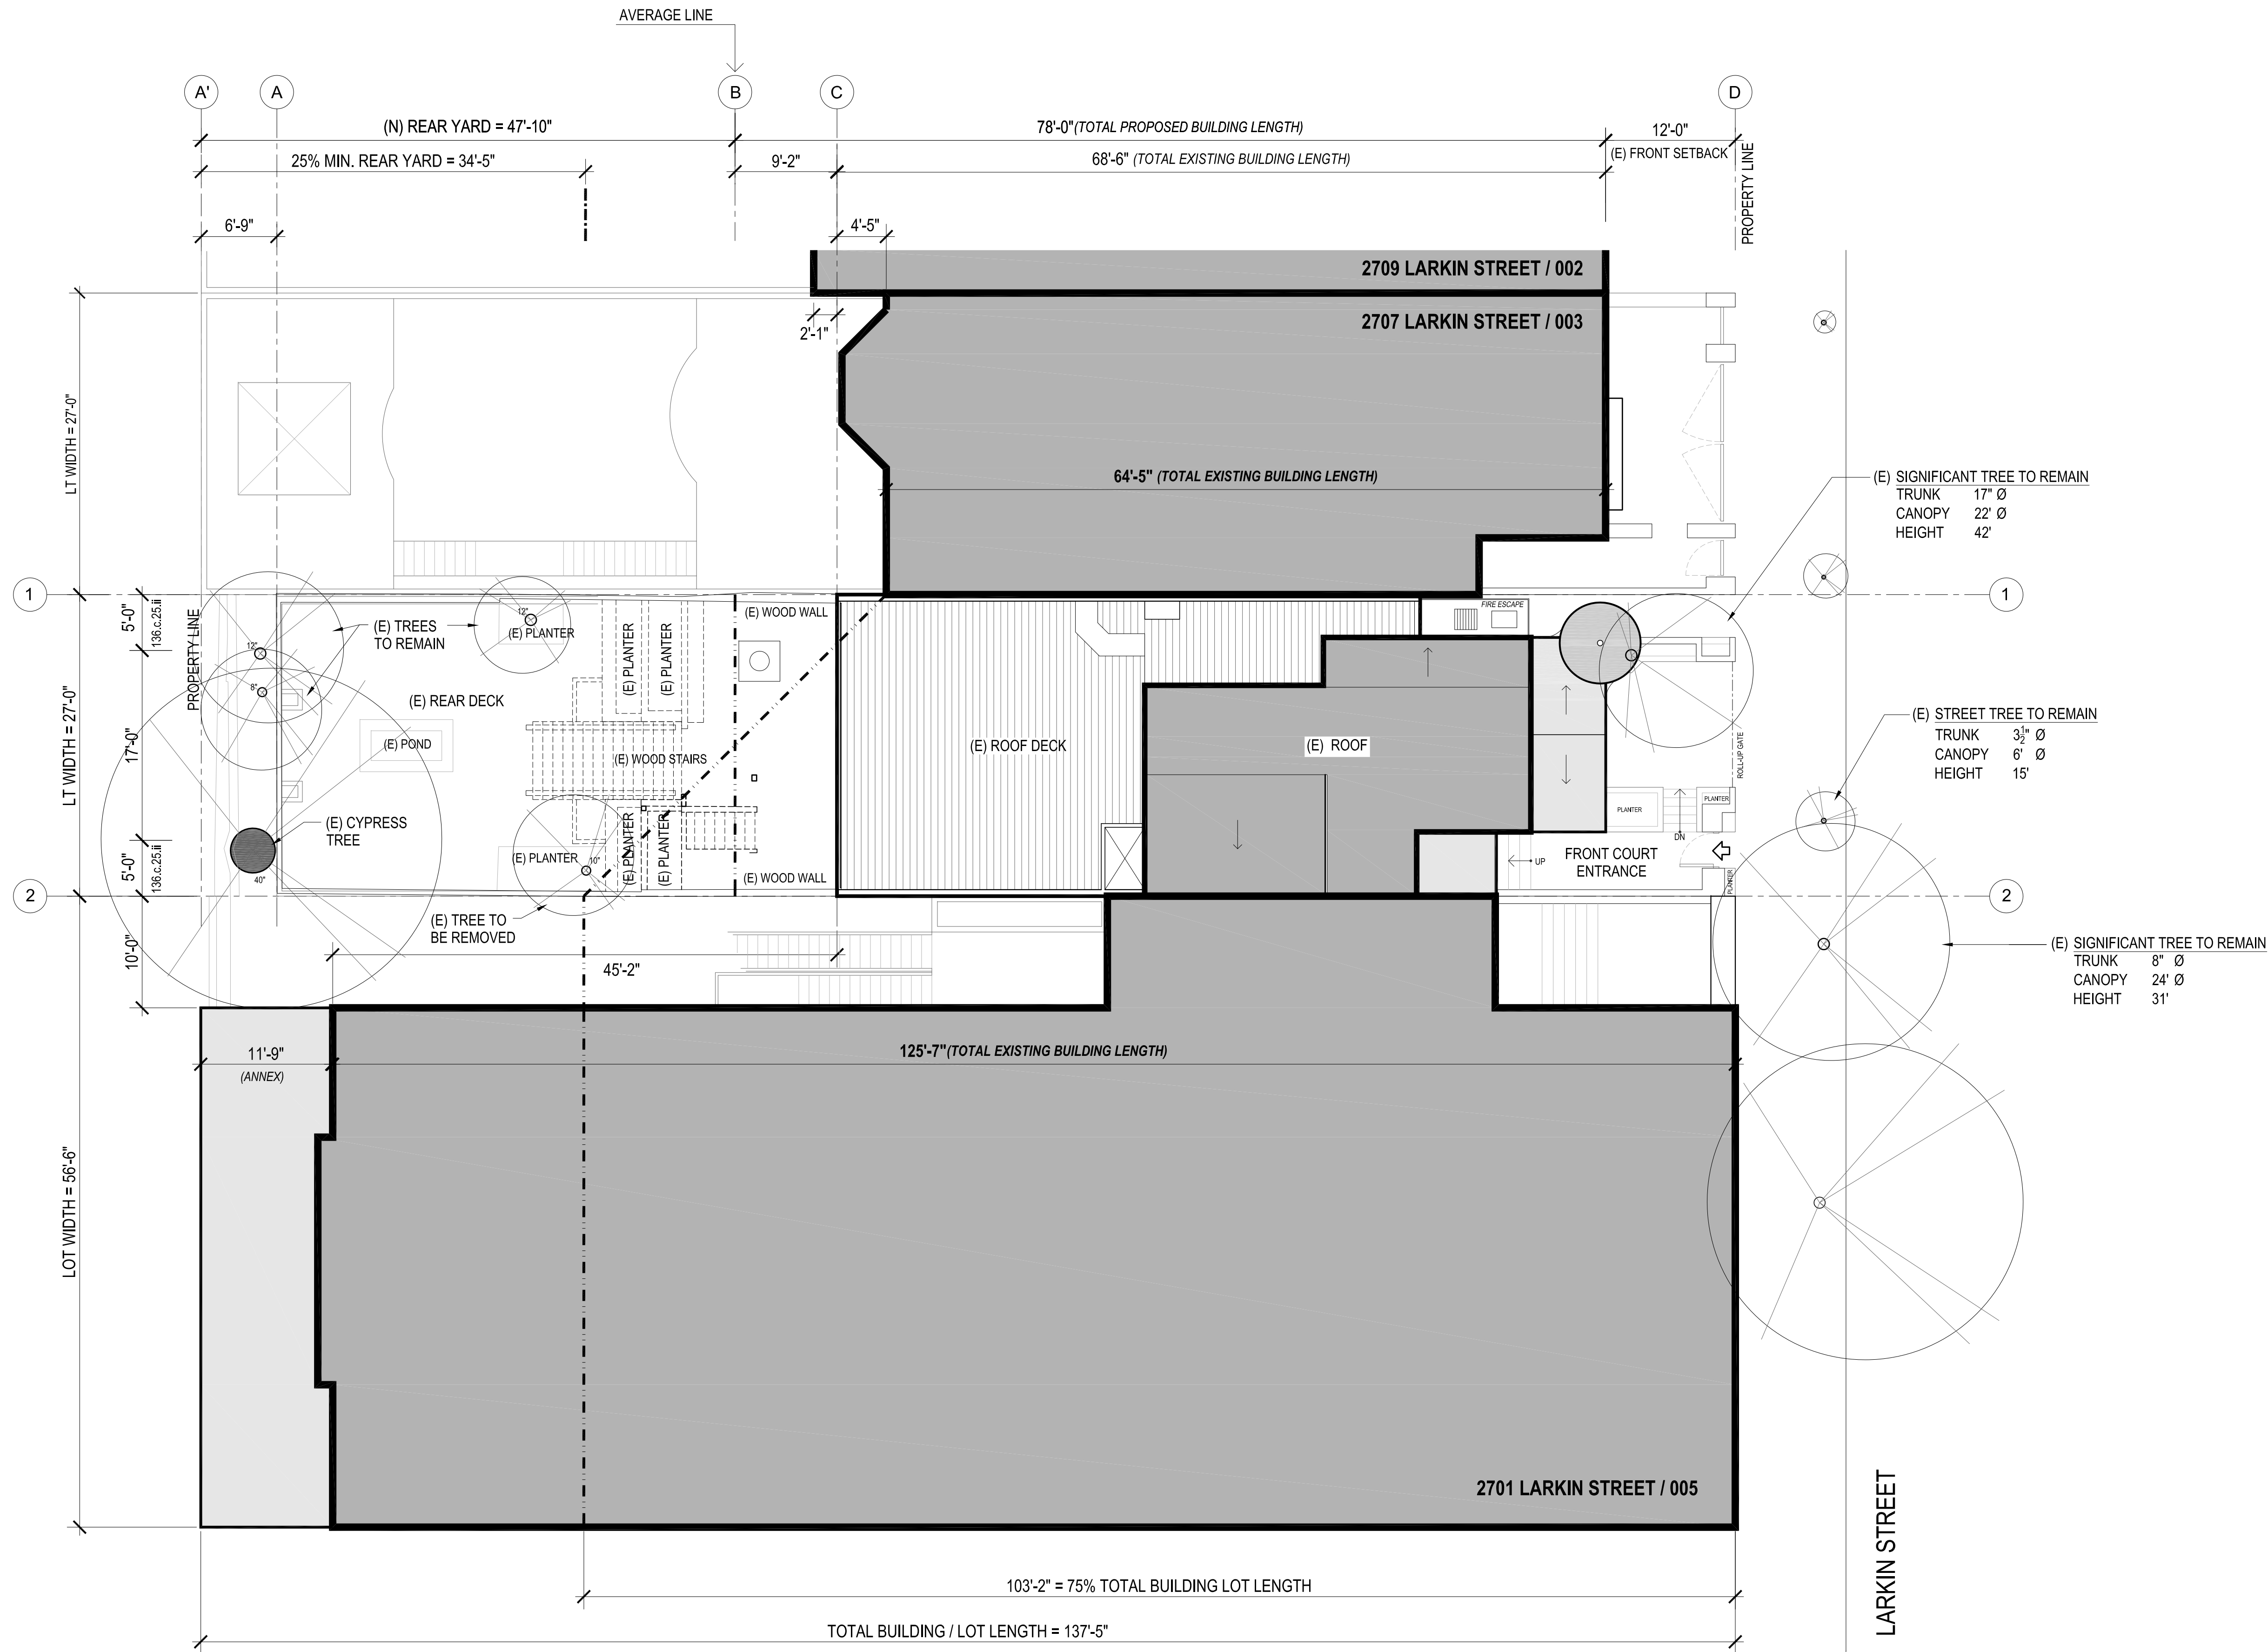 AVERAGE LINE
A'
A
B
C
D
(N) REAR YARD = 47'-10"
78'-0"(TOTAL PROPOSED BUILDING LENGTH)
12'-0"
25% MIN. REAR YARD = 34'-5"
9'-2"
68'-6" (TOTAL EXISTING BUILDING LENGTH)
(E) FRONT SETBACK
PROPERTY LINE
6'-9"
4'-5"
2709 LARKIN STREET / 002
2707 LARKIN STREET / 003
2'-1"
LT WIDTH = 27'-0"
64'-5" (TOTAL EXISTING BUILDING LENGTH)
(E) SIGNIFICANT TREE TO REMAIN
TRUNK 17" Ø
CANOPY 22' Ø
HEIGHT 42'
1
1
5'-0"
136.c.25.ii
PROPERTY LINE
12"
8"
(E) TREES
TO REMAIN
12"
(E) PLANTER
(E) PLANTER
(E) PLANTER
(E) WOOD WALL
FIRE ESCAPE
LT WIDTH = 27'-0"
17'-0"
(E) REAR DECK
(E) POND
(E) WOOD STAIRS
(E) ROOF DECK
(E) ROOF
ROLL-UP GATE
(E) STREET TREE TO REMAIN
TRUNK 3½" Ø
CANOPY 6' Ø
HEIGHT 15'
PLANTER
PLANTER
DN
(E) CYPRESS
TREE
40"
5'-0"
136.c.25.ii
(E) PLANTER
10"
(E) PLANTER
(E) PLANTER
(E) WOOD WALL
UP
FRONT COURT
ENTRANCE
PLANTER
2
2
(E) TREE TO
BE REMOVED
10'-0"
45'-2"
(E) SIGNIFICANT TREE TO REMAIN
TRUNK 8" Ø
CANOPY 24' Ø
HEIGHT 31'
11'-9"
(ANNEX)
125'-7"(TOTAL EXISTING BUILDING LENGTH)
LOT WIDTH = 56'-6"
2701 LARKIN STREET / 005
LARKIN STREET
103'-2" = 75% TOTAL BUILDING LOT LENGTH
TOTAL BUILDING / LOT LENGTH = 137'-5"